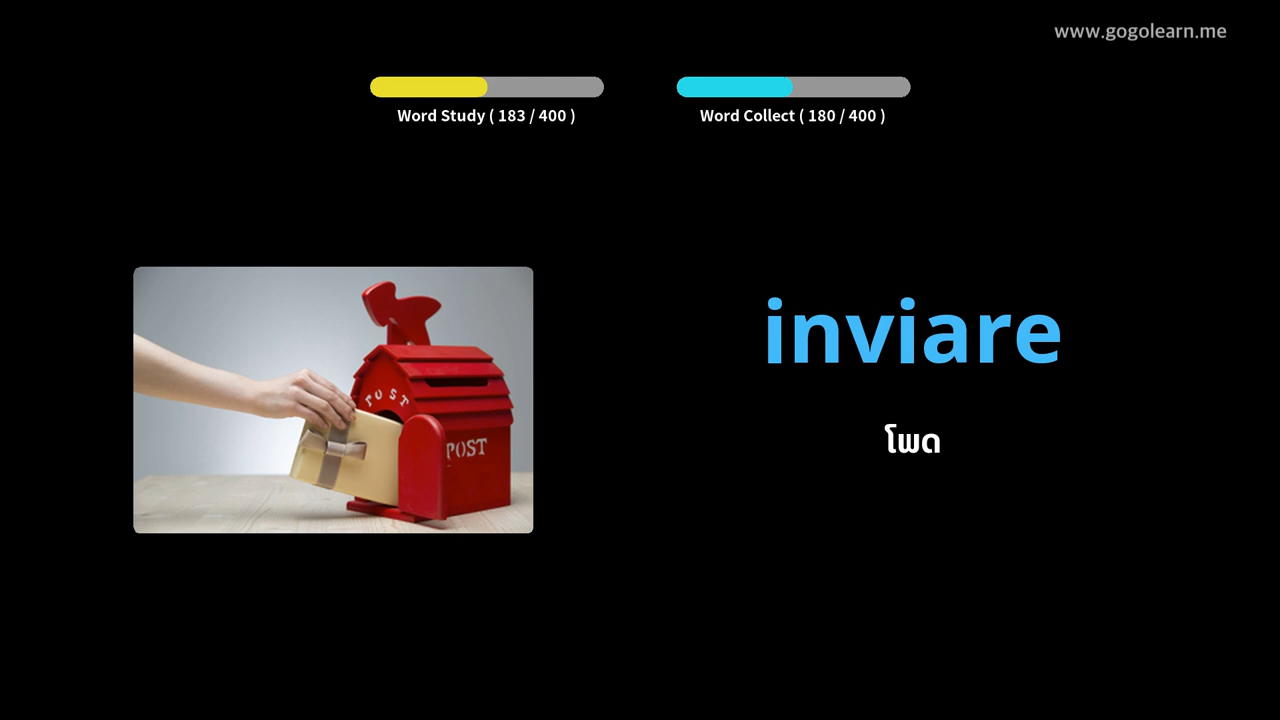 www.gogolearn.me
Word Study ( 183 / 400 )
Word Collect ( 180 / 400 )
inviare
โพด
POST
POST